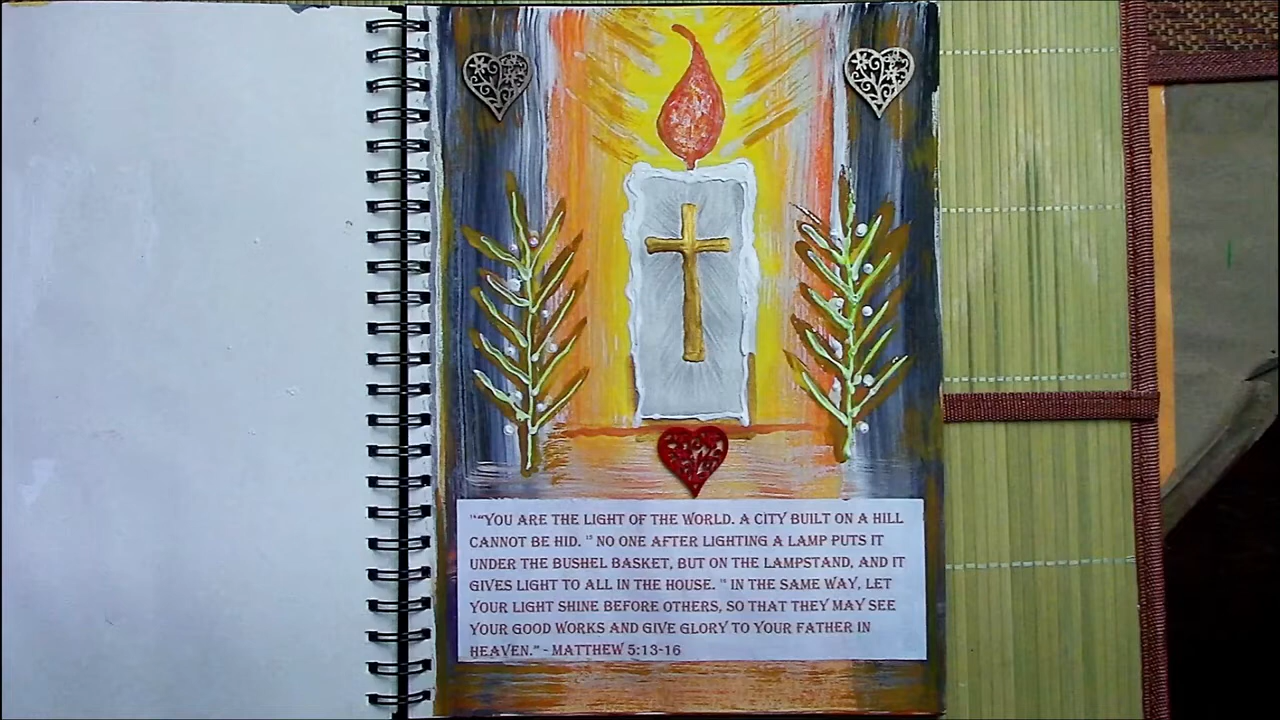 ¹⁴“YOU ARE THE LIGHT OF THE WORLD. A CITY BUILT ON A HILL
CANNOT BE HID. ¹⁵ NO ONE AFTER LIGHTING A LAMP PUTS IT
UNDER THE BUSHEL BASKET, BUT ON THE LAMPSTAND, AND IT
GIVES LIGHT TO ALL IN THE HOUSE. ¹⁶ IN THE SAME WAY, LET
YOUR LIGHT SHINE BEFORE OTHERS, SO THAT THEY MAY SEE
YOUR GOOD WORKS AND GIVE GLORY TO YOUR FATHER IN
HEAVEN.” - MATTHEW 5:13-16